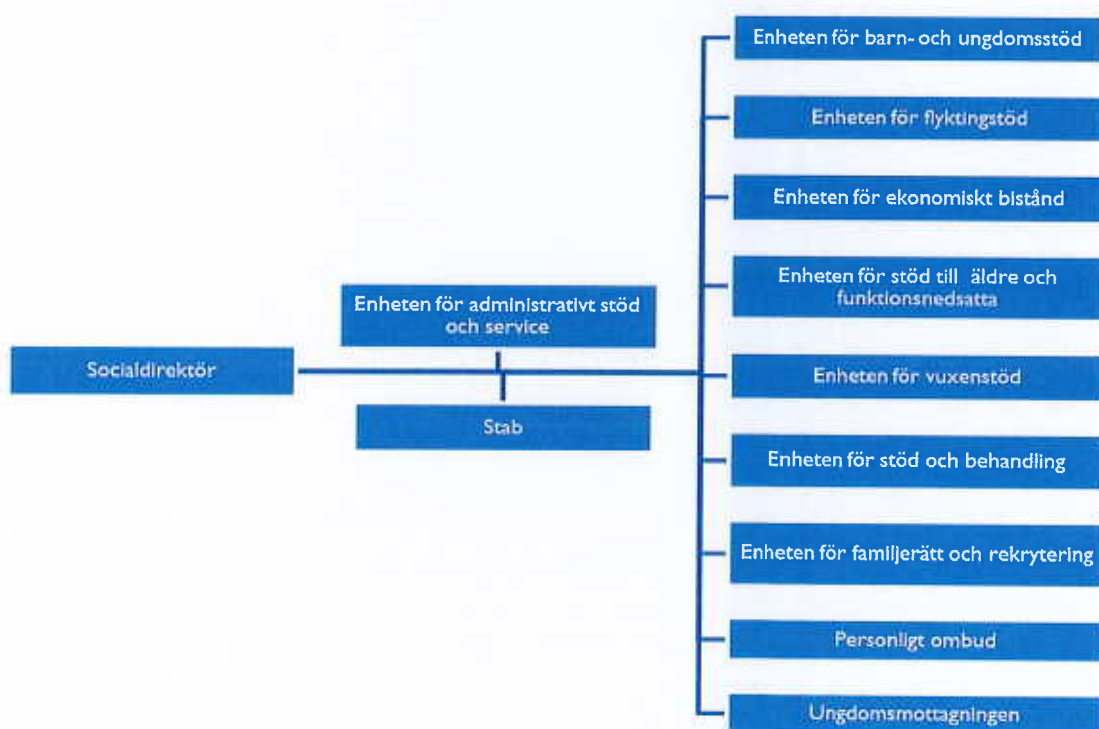 Enheten för barn- och ungdomsstöd
Enheten för flyktingstöd
Enheten för ekonomiskt bistånd
Enheten för stöd till äldre och
funktionsnedsatta
Enheten för administrativt stöd
och service
Socialdirektör
Enheten för vuxenstöd
Stab
Enheten för stöd och behandling
Enheten för familjerätt och rekrytering
Personligt ombud
Ungdomsmottagningen